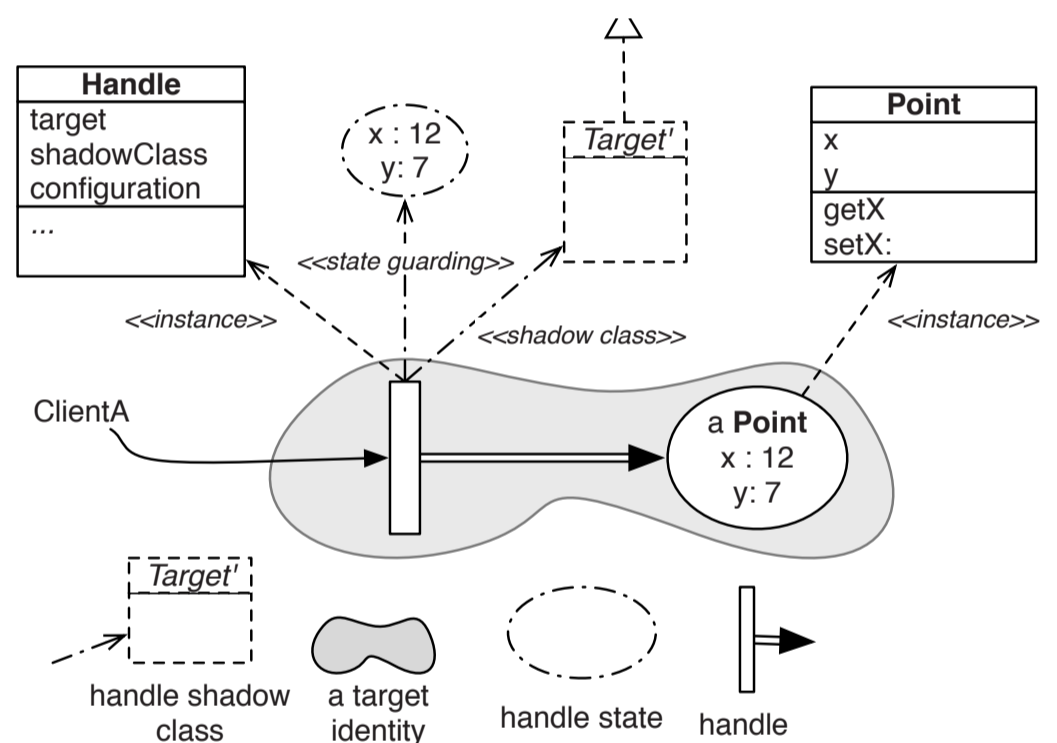 Handle
target
shadowClass
configuration
...
x : 12
y: 7
Target'
Point
x
y
getX
setX:
<<state guarding>>
<<instance>>
<<shadow class>>
<<instance>>
ClientA
a Point
x : 12
y: 7
Target'
handle shadow
class
a target
identity
handle state
handle